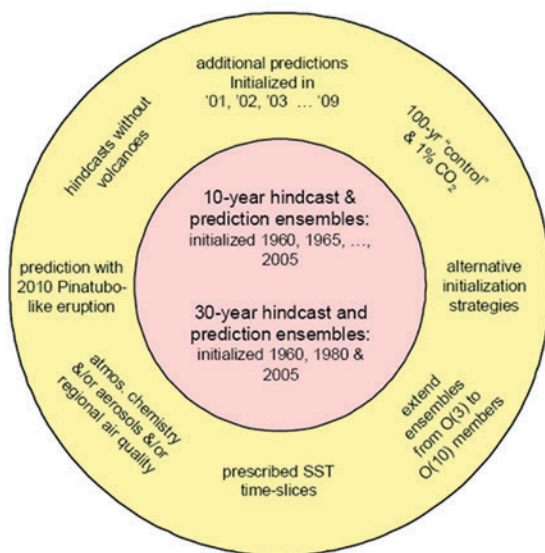 additional predictions
Initialized in
'01, '02, '03 ... '09
hindcasts without
volcanoes
100-yr "control"
& 1% CO₂
10-year hindcast &
prediction ensembles:
initialized 1960, 1965, ...,
2005
prediction with
2010 Pinatubo-
like eruption
alternative
initialization
strategies
30-year hindcast and
prediction ensembles:
initialized 1960, 1980 &
2005
atmos. chemistry
&/or aerosols &/or
regional air quality
extend
ensembles
from O(3) to
O(10) members
prescribed SST
time-slices